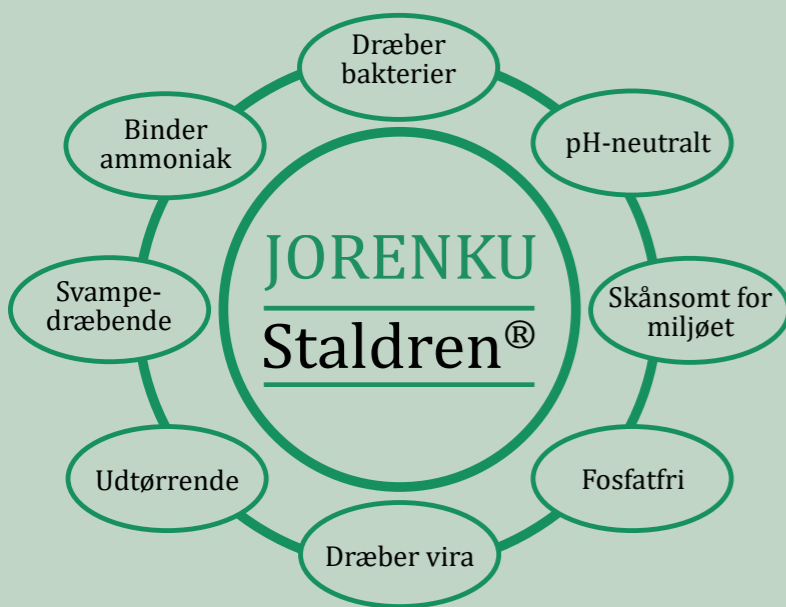 Dræber
bakterier
Binder
ammoniak
pH-neutralt
JORENKU
Staldren®
Svampe-
dræbende
Skånsomt for
miljøet
Udtørrende
Fosfatfri
Dræber vira